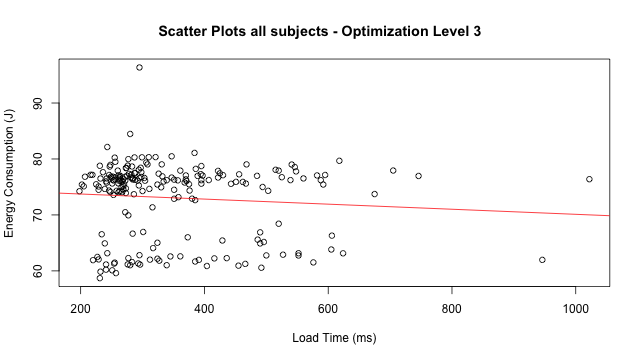 Scatter Plots all subjects - Optimization Level 3
Energy Consumption (J)
90
80
70
60
200 400 600 800 1000
Load Time (ms)